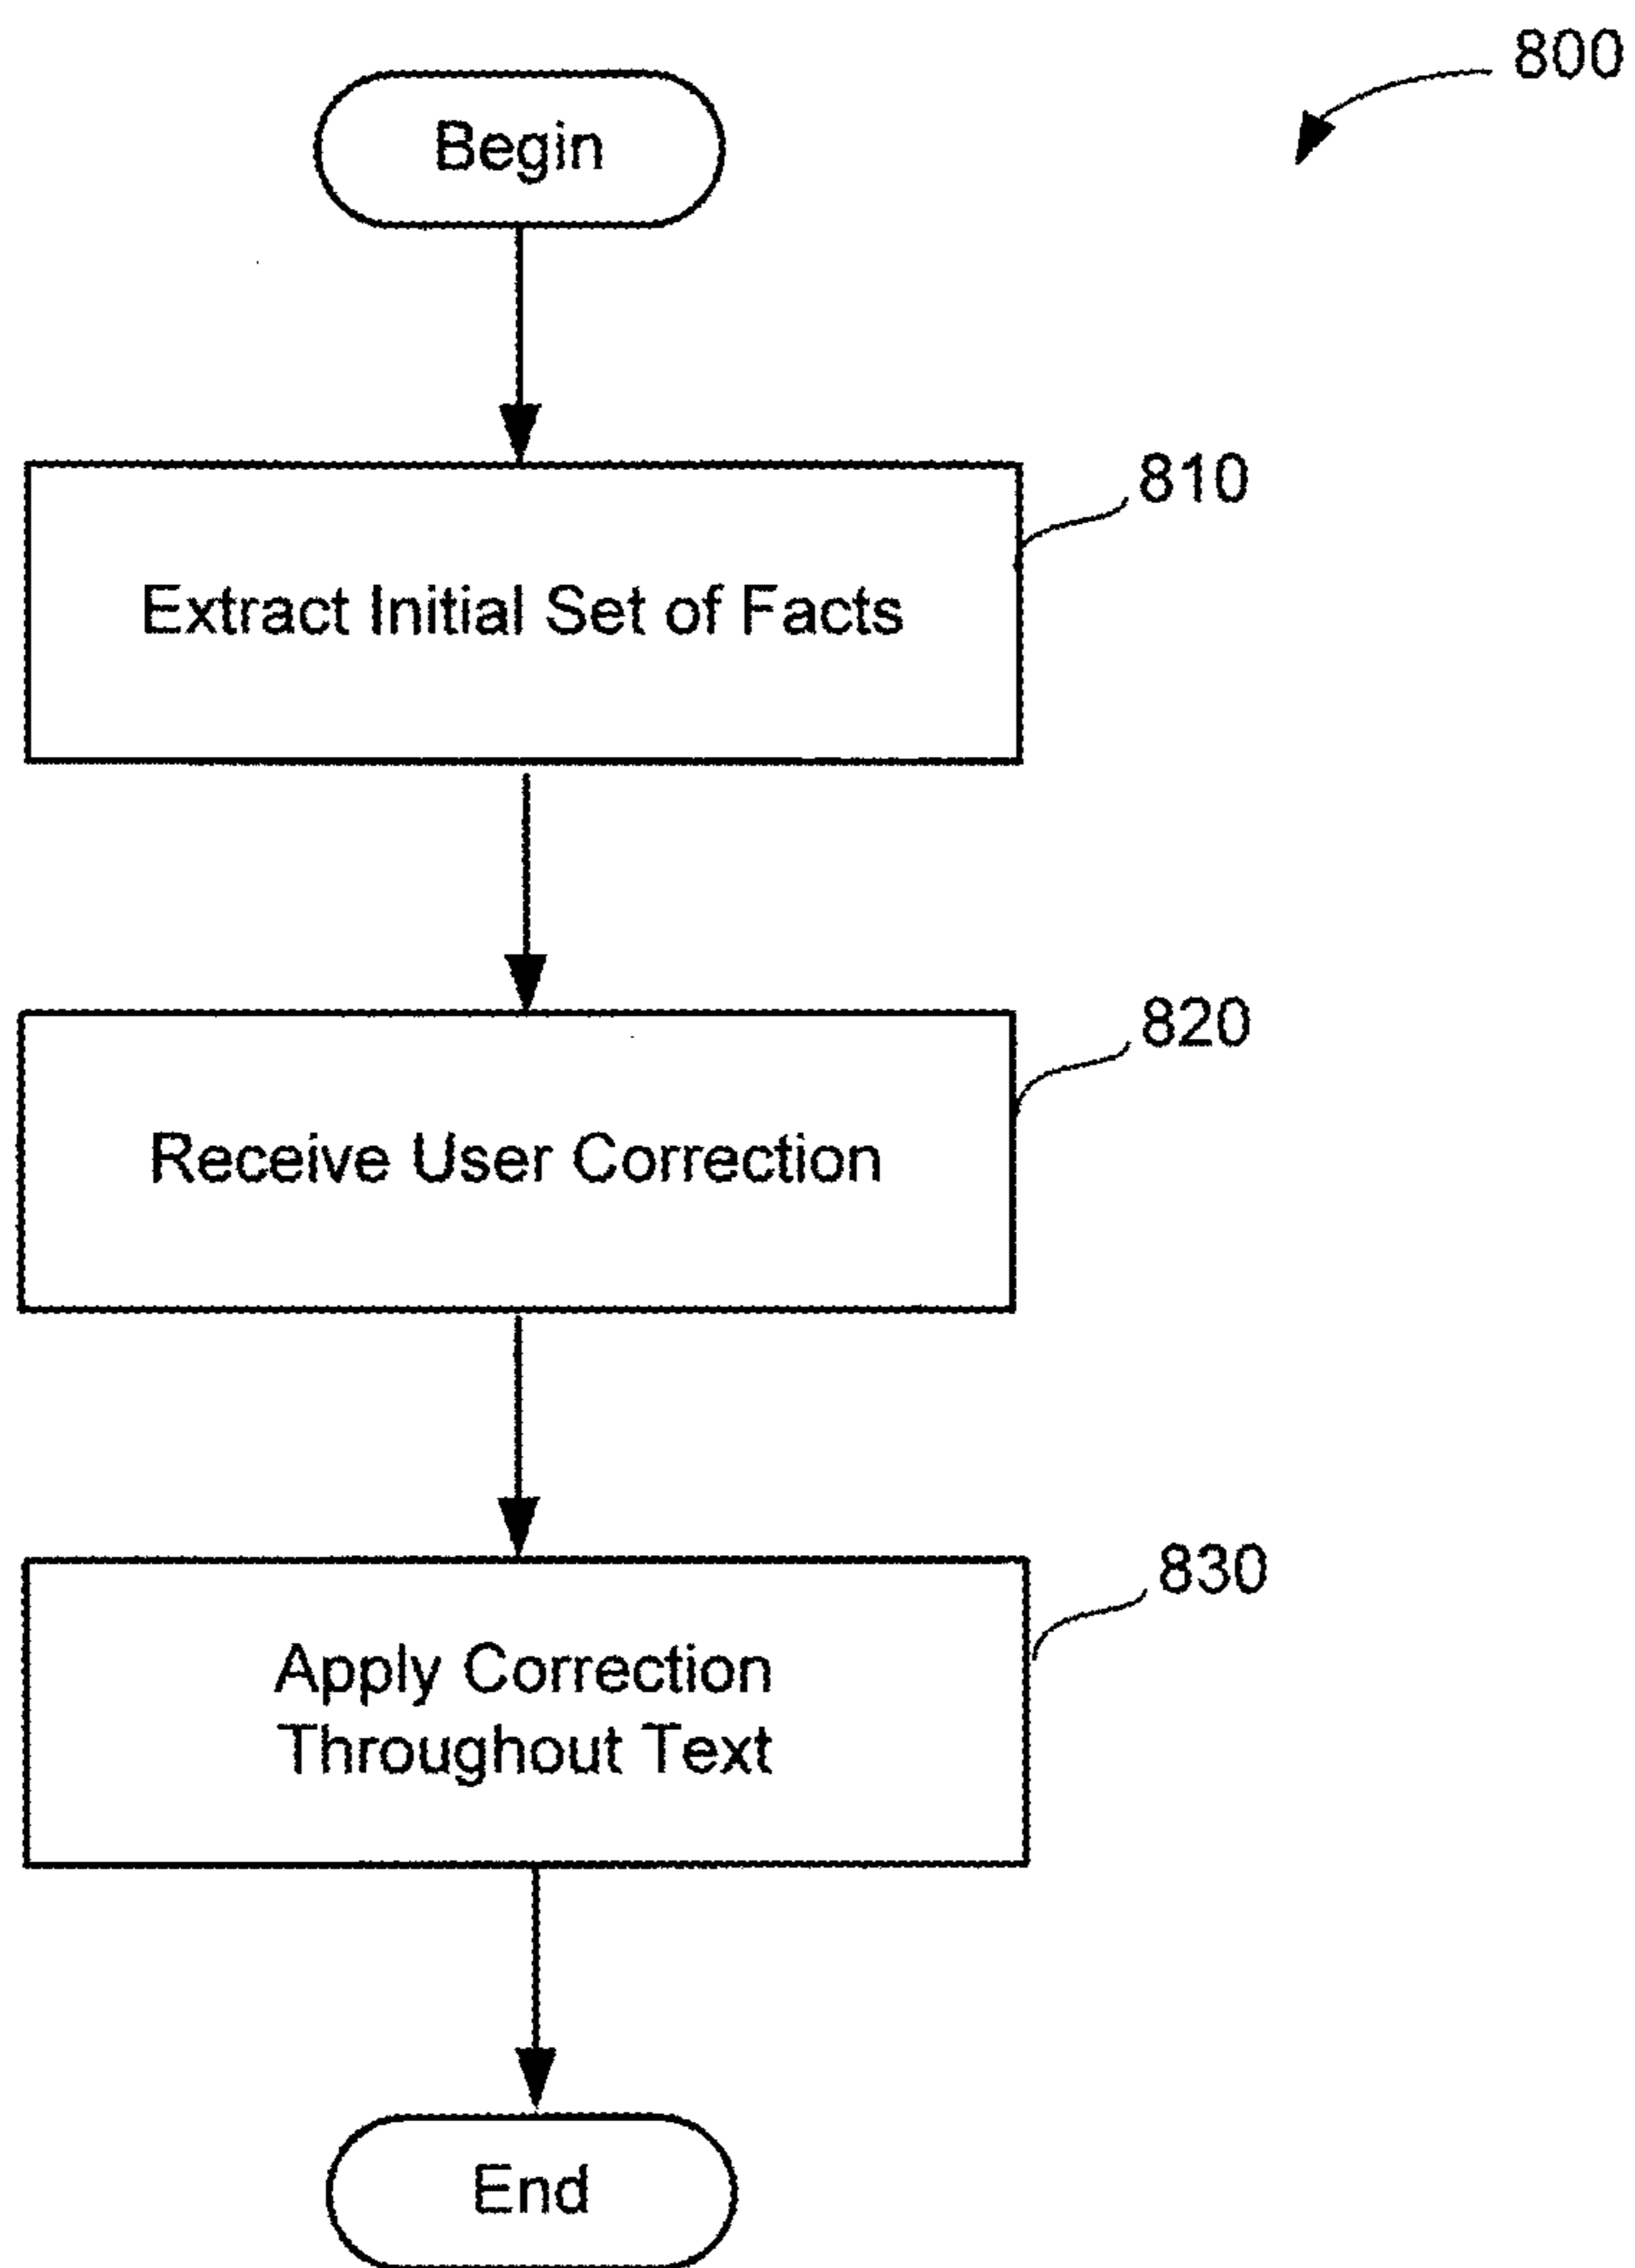 800
Begin
810
Extract Initial Set of Facts
820
Receive User Correction
830
Apply Correction
Throughout Text
End